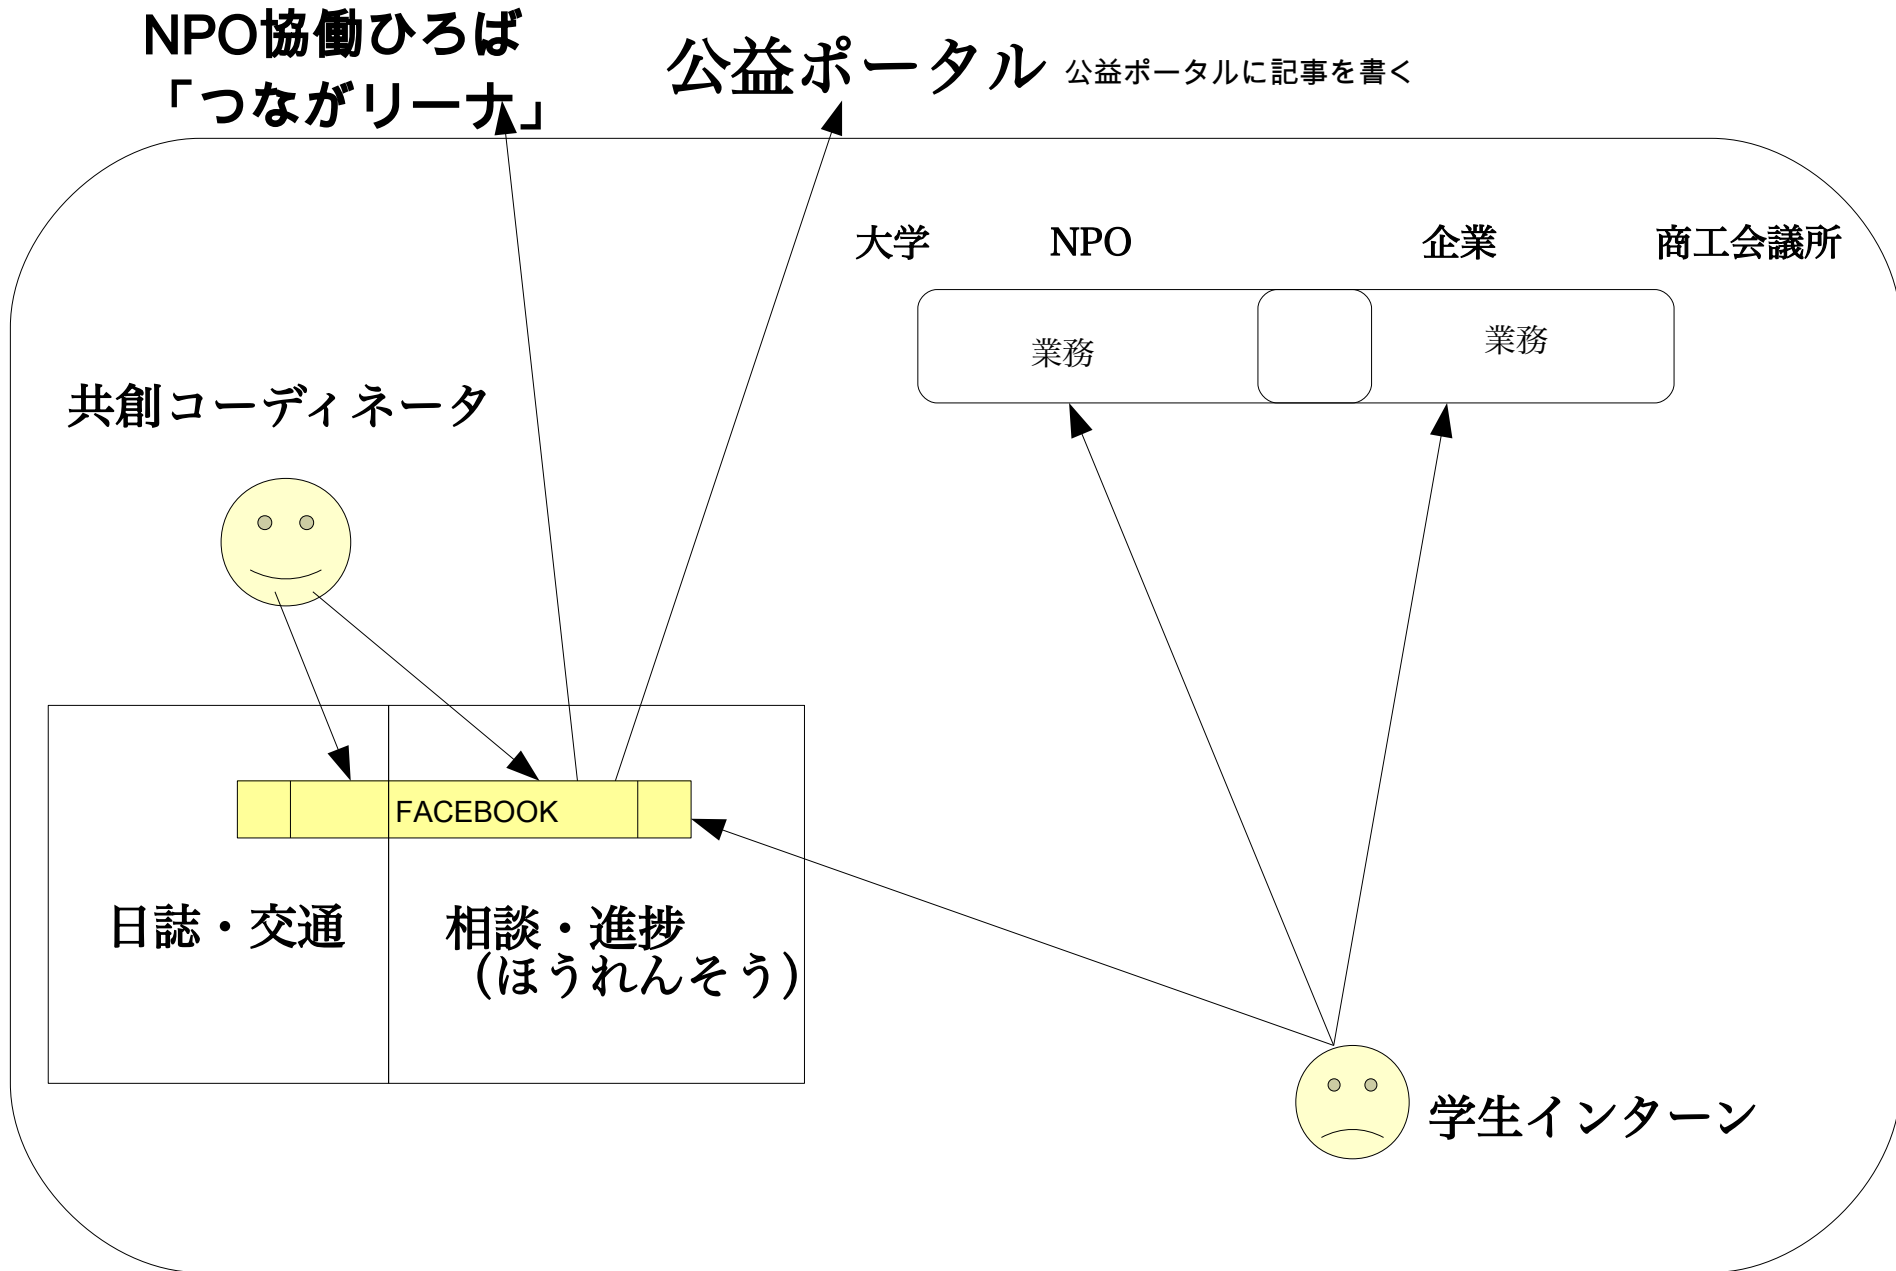 NPO協働ひろば
「つながリーナ」
公益ポータル 公益ポータルに記事を書く
大学 NPO 企業 商工会議所
業務 業務
共創コーディネータ
FACEBOOK
日誌・交通 相談・進捗
（ほうれんそう）
学生インターン